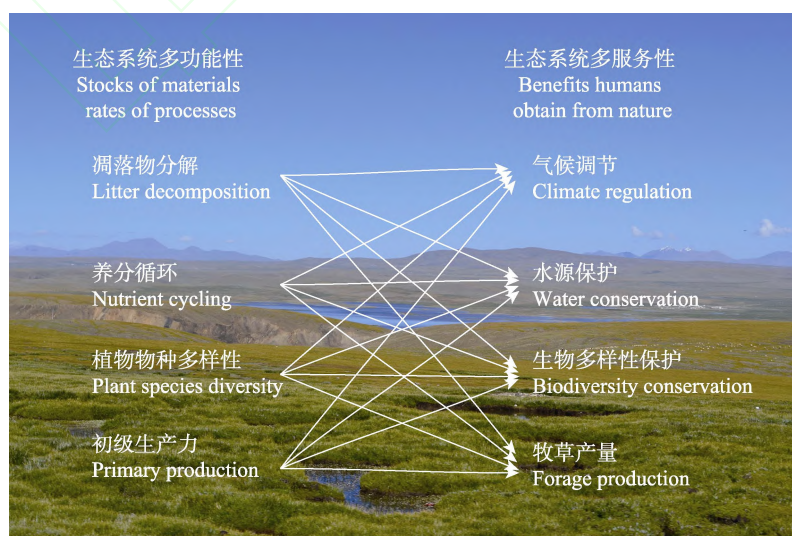 生态系统多功能性
Stocks of materials
rates of processes
生态系统多服务性
Benefits humans
obtain from nature
凋落物分解
Litter decomposition
气候调节
Climate regulation
养分循环
Nutrient cycling
水源保护
Water conservation
植物物种多样性
Plant species diversity
生物多样性保护
Biodiversity conservation
初级生产力
Primary production
牧草产量
Forage production